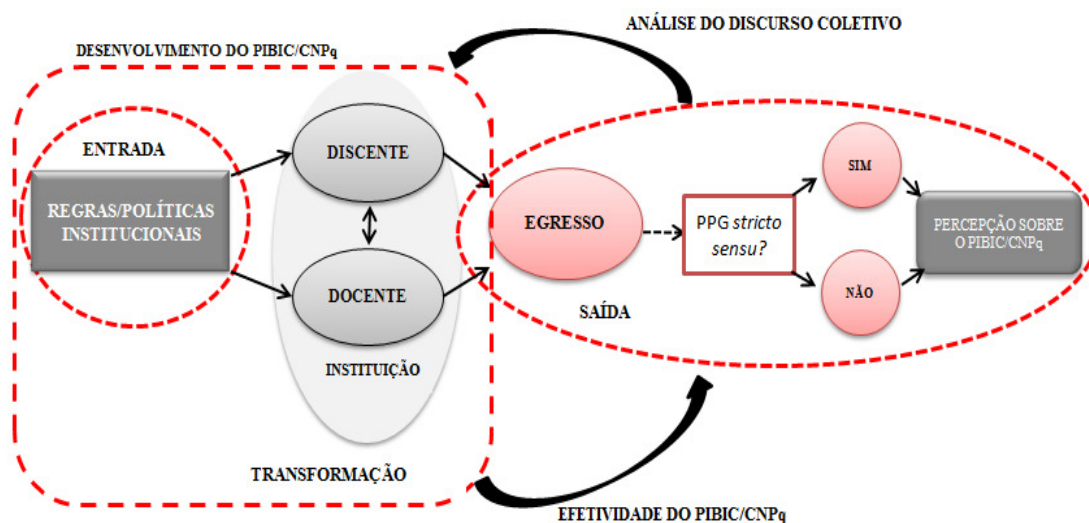 ANÁLISE DO DISCURSO COLETIVO
DESENVOLVIMENTO DO PIBIC/CNPq
ENTRADA
REGRAS/POLÍTICAS
INSTITUCIONAIS
DISCENTE
DOCENTE
INSTITUIÇÃO
TRANSFORMAÇÃO
EGRESSO
SAÍDA
PPG stricto
sensu?
SIM
NÃO
PERCEPÇÃO SOBRE
O PIBIC/CNPq
EFETIVIDADE DO PIBIC/CNPq